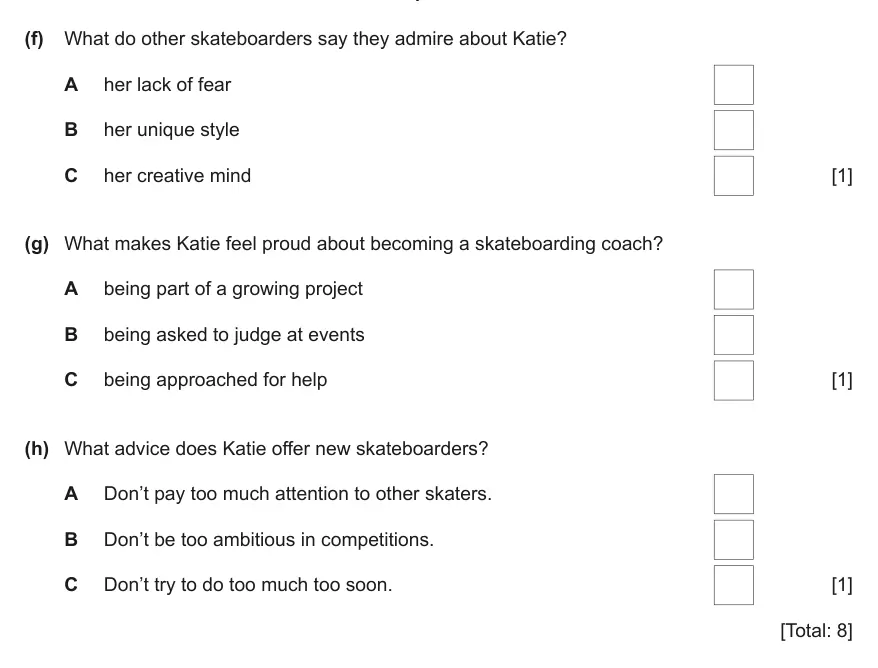 (f) What do other skateboarders say they admire about Katie?
A her lack of fear
B her unique style
C her creative mind [1]
(g) What makes Katie feel proud about becoming a skateboarding coach?
A being part of a growing project
B being asked to judge at events
C being approached for help [1]
(h) What advice does Katie offer new skateboarders?
A Don’t pay too much attention to other skaters.
B Don’t be too ambitious in competitions.
C Don’t try to do too much too soon. [1]
[Total: 8]